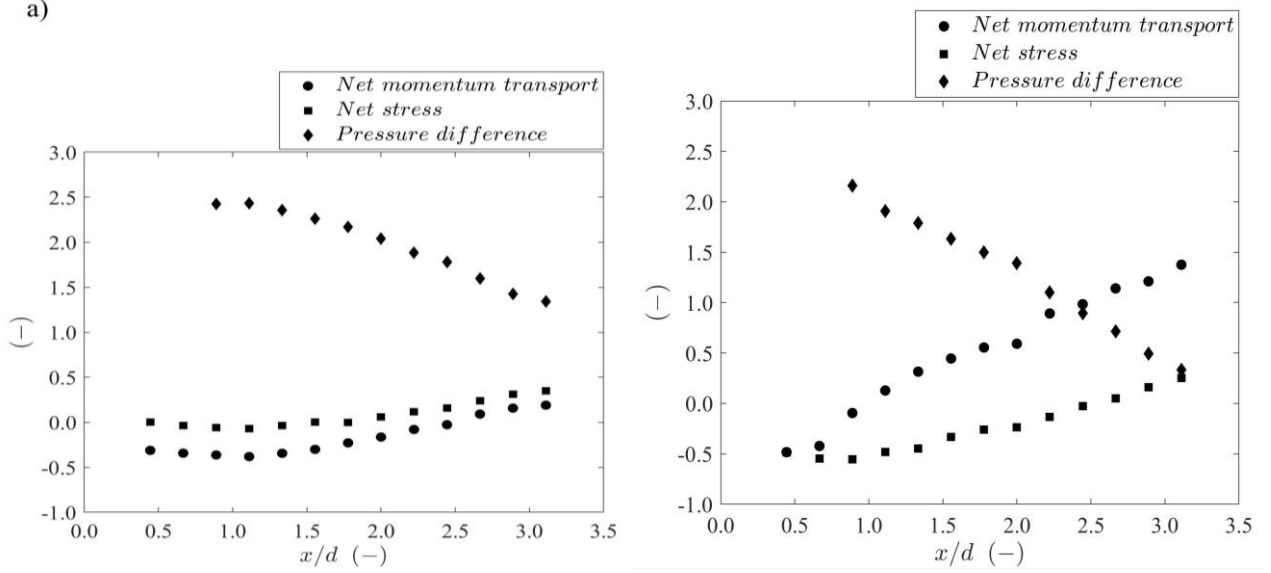 a)
Net momentum transport
Net stress
Pressure difference
3.0
2.5
2.0
1.5
1.0
0.5
0.0
-0.5
-1.0
(−)
0.0 0.5 1.0 1.5 2.0 2.5 3.0 3.5
x/d (−)
Net momentum transport
Net stress
Pressure difference
3.0
2.5
2.0
1.5
1.0
0.5
0.0
-0.5
-1.0
(−)
0.0 0.5 1.0 1.5 2.0 2.5 3.0 3.5
x/d (−)